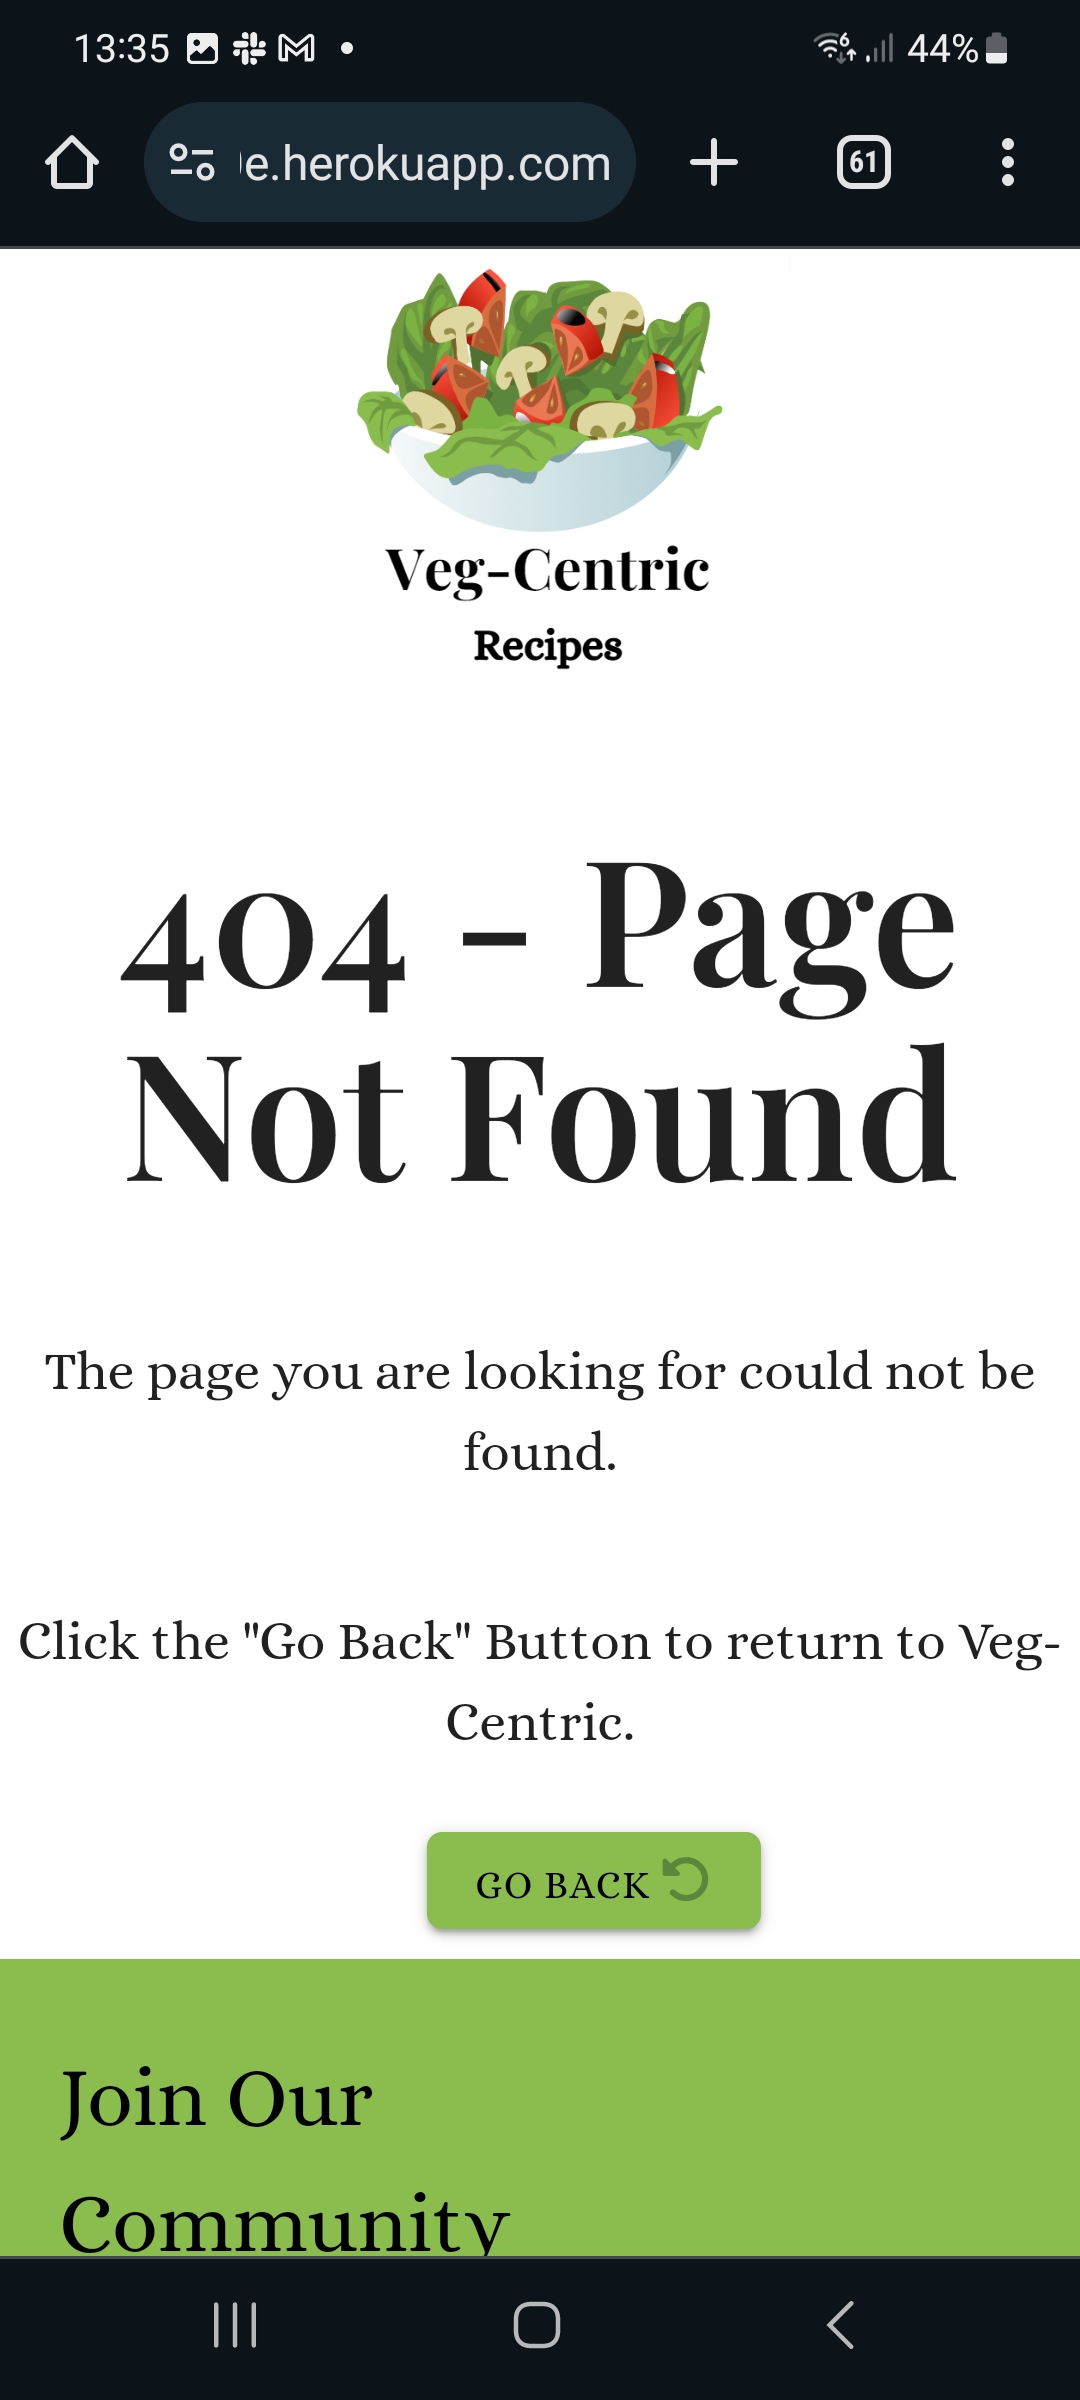 13:35
44%
e.herokuapp.com
61
Veg-Centric
Recipes
404 - Page
Not Found
The page you are looking for could not be
found.
Click the "Go Back" Button to return to Veg-
Centric.
GO BACK
Join Our
Community